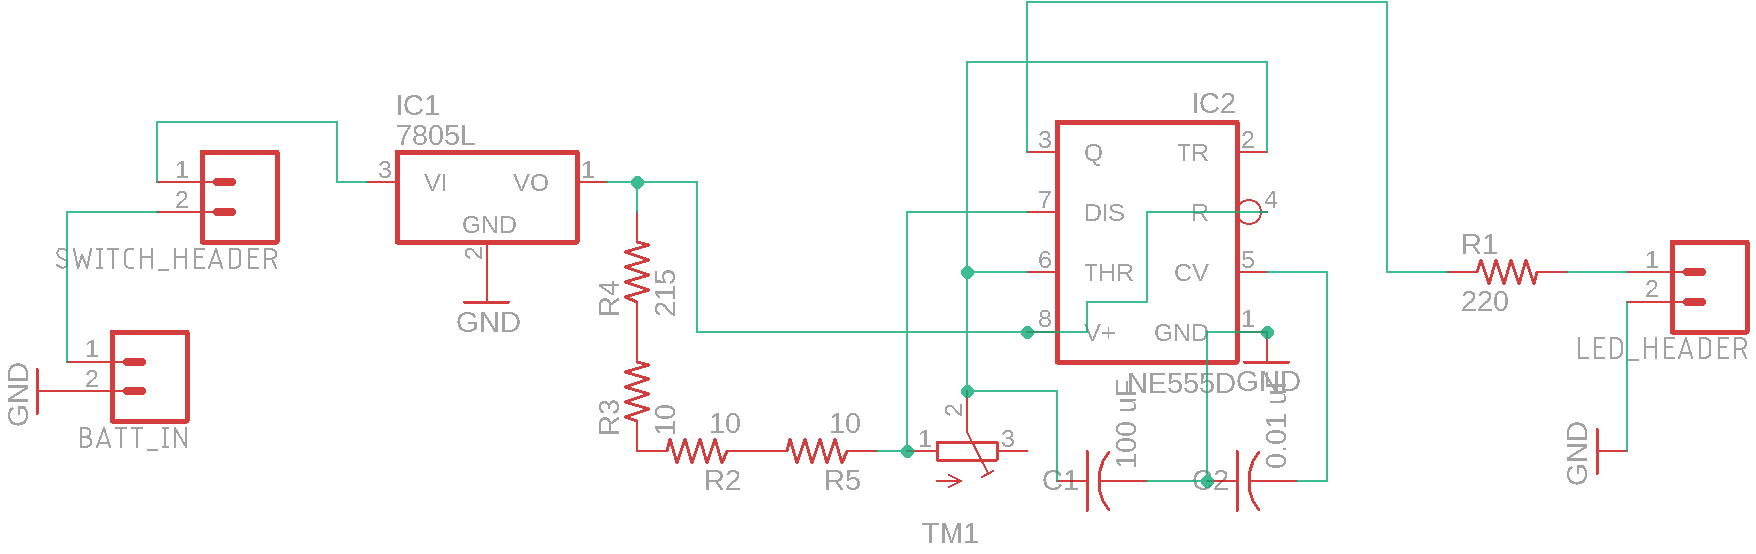 IC1
7805L
3
VI
VO
1
GND
2
GND
1
2
SWITCH_HEADER
1
2
GND
BATT_IN
R4
215
R3
10
10
R2
10
R5
1
2
3
TM1
IC2
3
Q
TR
2
7
DIS
R
4
6
THR
CV
5
8
V+
GND
1
NE555D
GND
C1
100 uF
C2
0.01 uF
R1
220
1
2
LED_HEADER
GND